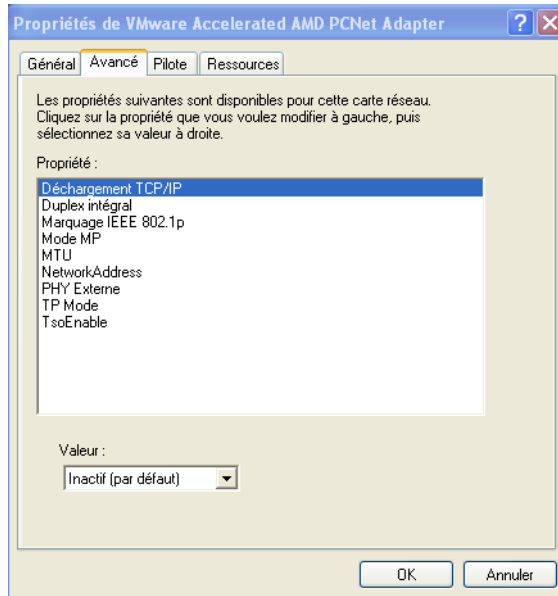 Propriétés de VMware Accelerated AMD PCNet Adapter
Général
Avancé
Pilote
Ressources
Les propriétés suivantes sont disponibles pour cette carte réseau.
Cliquez sur la propriété que vous voulez modifier à gauche, puis
sélectionnez sa valeur à droite.
Propriété :
Déchargement TCP/IP
Duplex intégral
Marquage IEEE 802.1p
Mode MP
MTU
NetworkAddress
PHY Externe
TP Mode
TsoEnable
Valeur :
Inactif (par défaut)
OK
Annuler